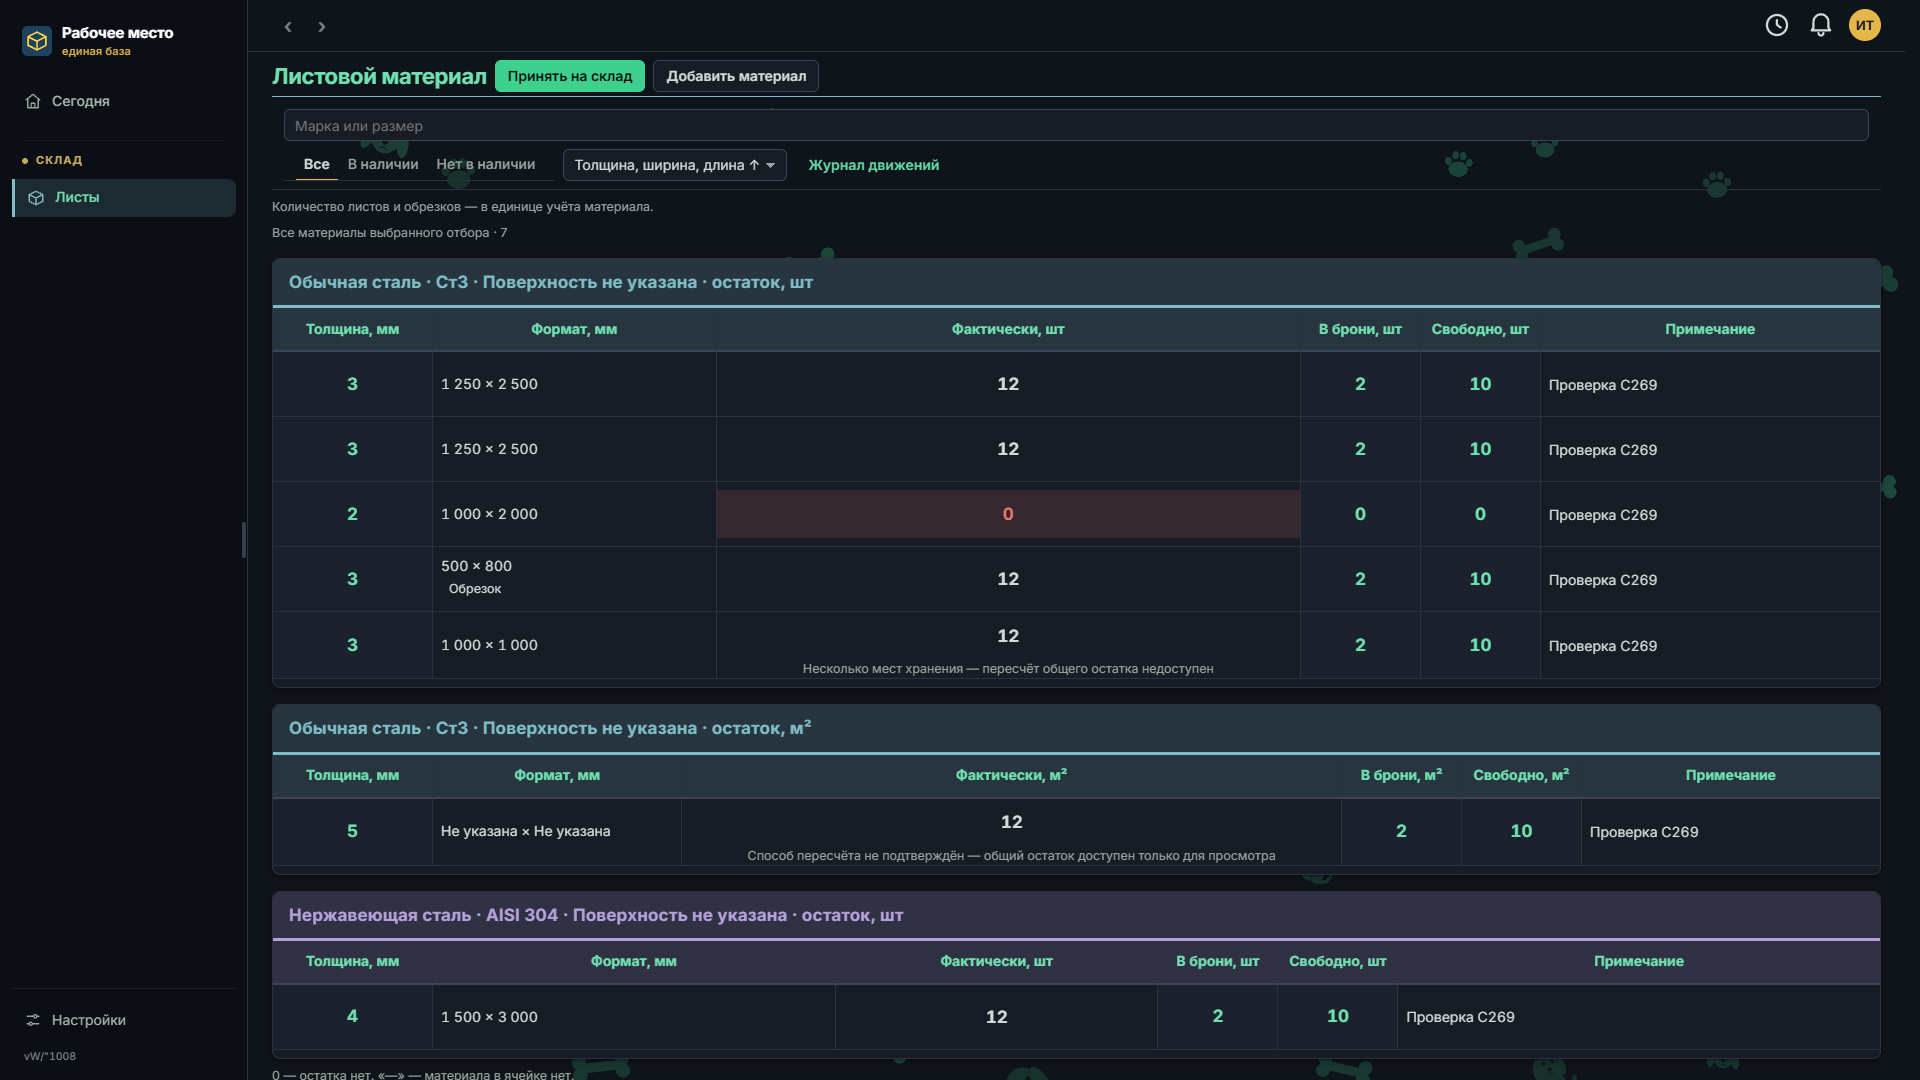 Рабочее место
единая база
Сегодня
СКЛАД
Листы
Настройки
vW/"1008
ИТ
Листовой материал
Принять на склад
Добавить материал
Марка или размер
Все
В наличии
Нет в наличии
Толщина, ширина, длина ↑
Журнал движений
Количество листов и обрезков — в единице учёта материала.
Все материалы выбранного отбора · 7
Обычная сталь · Ст3 · Поверхность не указана · остаток, шт
Толщина, мм Формат, мм Фактически, шт В брони, шт Свободно, шт Примечание
3 1 250 × 2 500 12 2 10 Проверка С269
3 1 250 × 2 500 12 2 10 Проверка С269
2 1 000 × 2 000 0 0 0 Проверка С269
3 500 × 800 12 2 10 Проверка С269
Обрезок
3 1 000 × 1 000 12 2 10 Проверка С269
Несколько мест хранения — пересчёт общего остатка недоступен
Обычная сталь · Ст3 · Поверхность не указана · остаток, м²
Толщина, мм Формат, мм Фактически, м² В брони, м² Свободно, м² Примечание
5 Не указана × Не указана 12 2 10 Проверка С269
Способ пересчёта не подтверждён — общий остаток доступен только для просмотра
Нержавеющая сталь · AISI 304 · Поверхность не указана · остаток, шт
Толщина, мм Формат, мм Фактически, шт В брони, шт Свободно, шт Примечание
4 1 500 × 3 000 12 2 10 Проверка С269
0 — остатка нет. «—» — материала в ячейке нет.